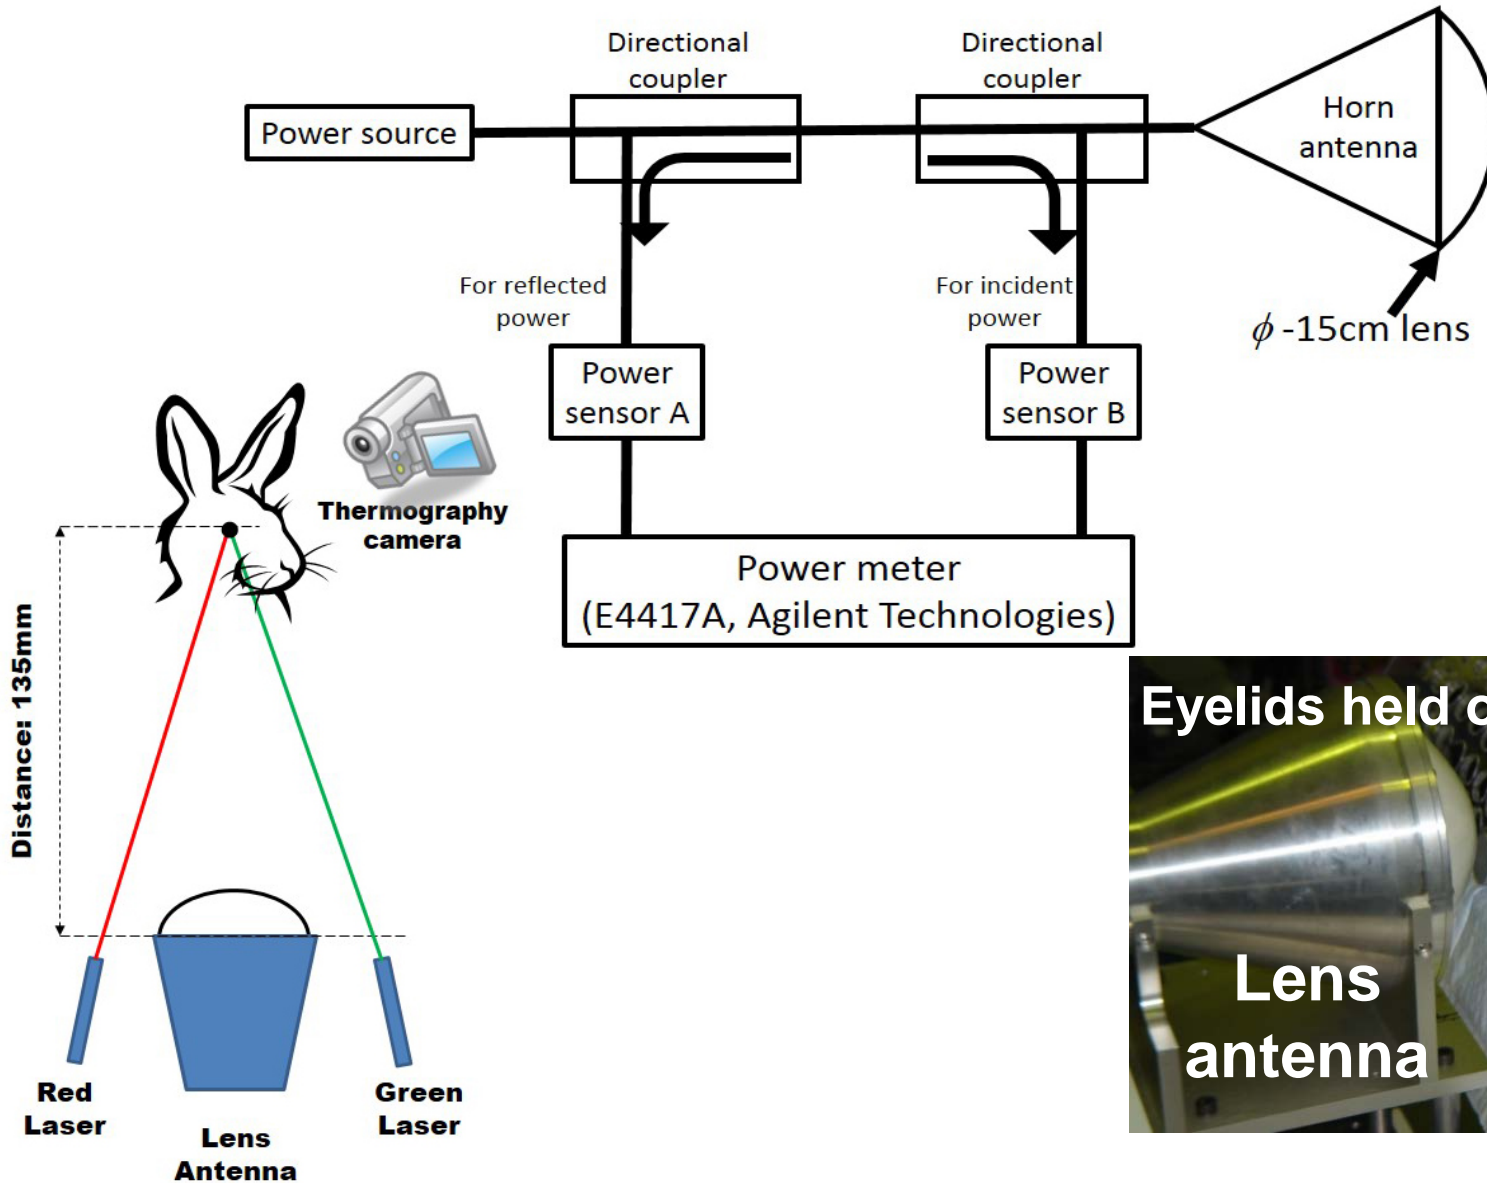 Directional
coupler
Directional
coupler
Power source
Horn
antenna
For reflected
power
For incident
power
ϕ -15cm lens
Power
sensor A
Power
sensor B
Thermography
camera
Power meter
(E4417A, Agilent Technologies)
Distance: 135mm
Eyelids held
Lens
antenna
Red
Laser
Green
Laser
Lens
Antenna